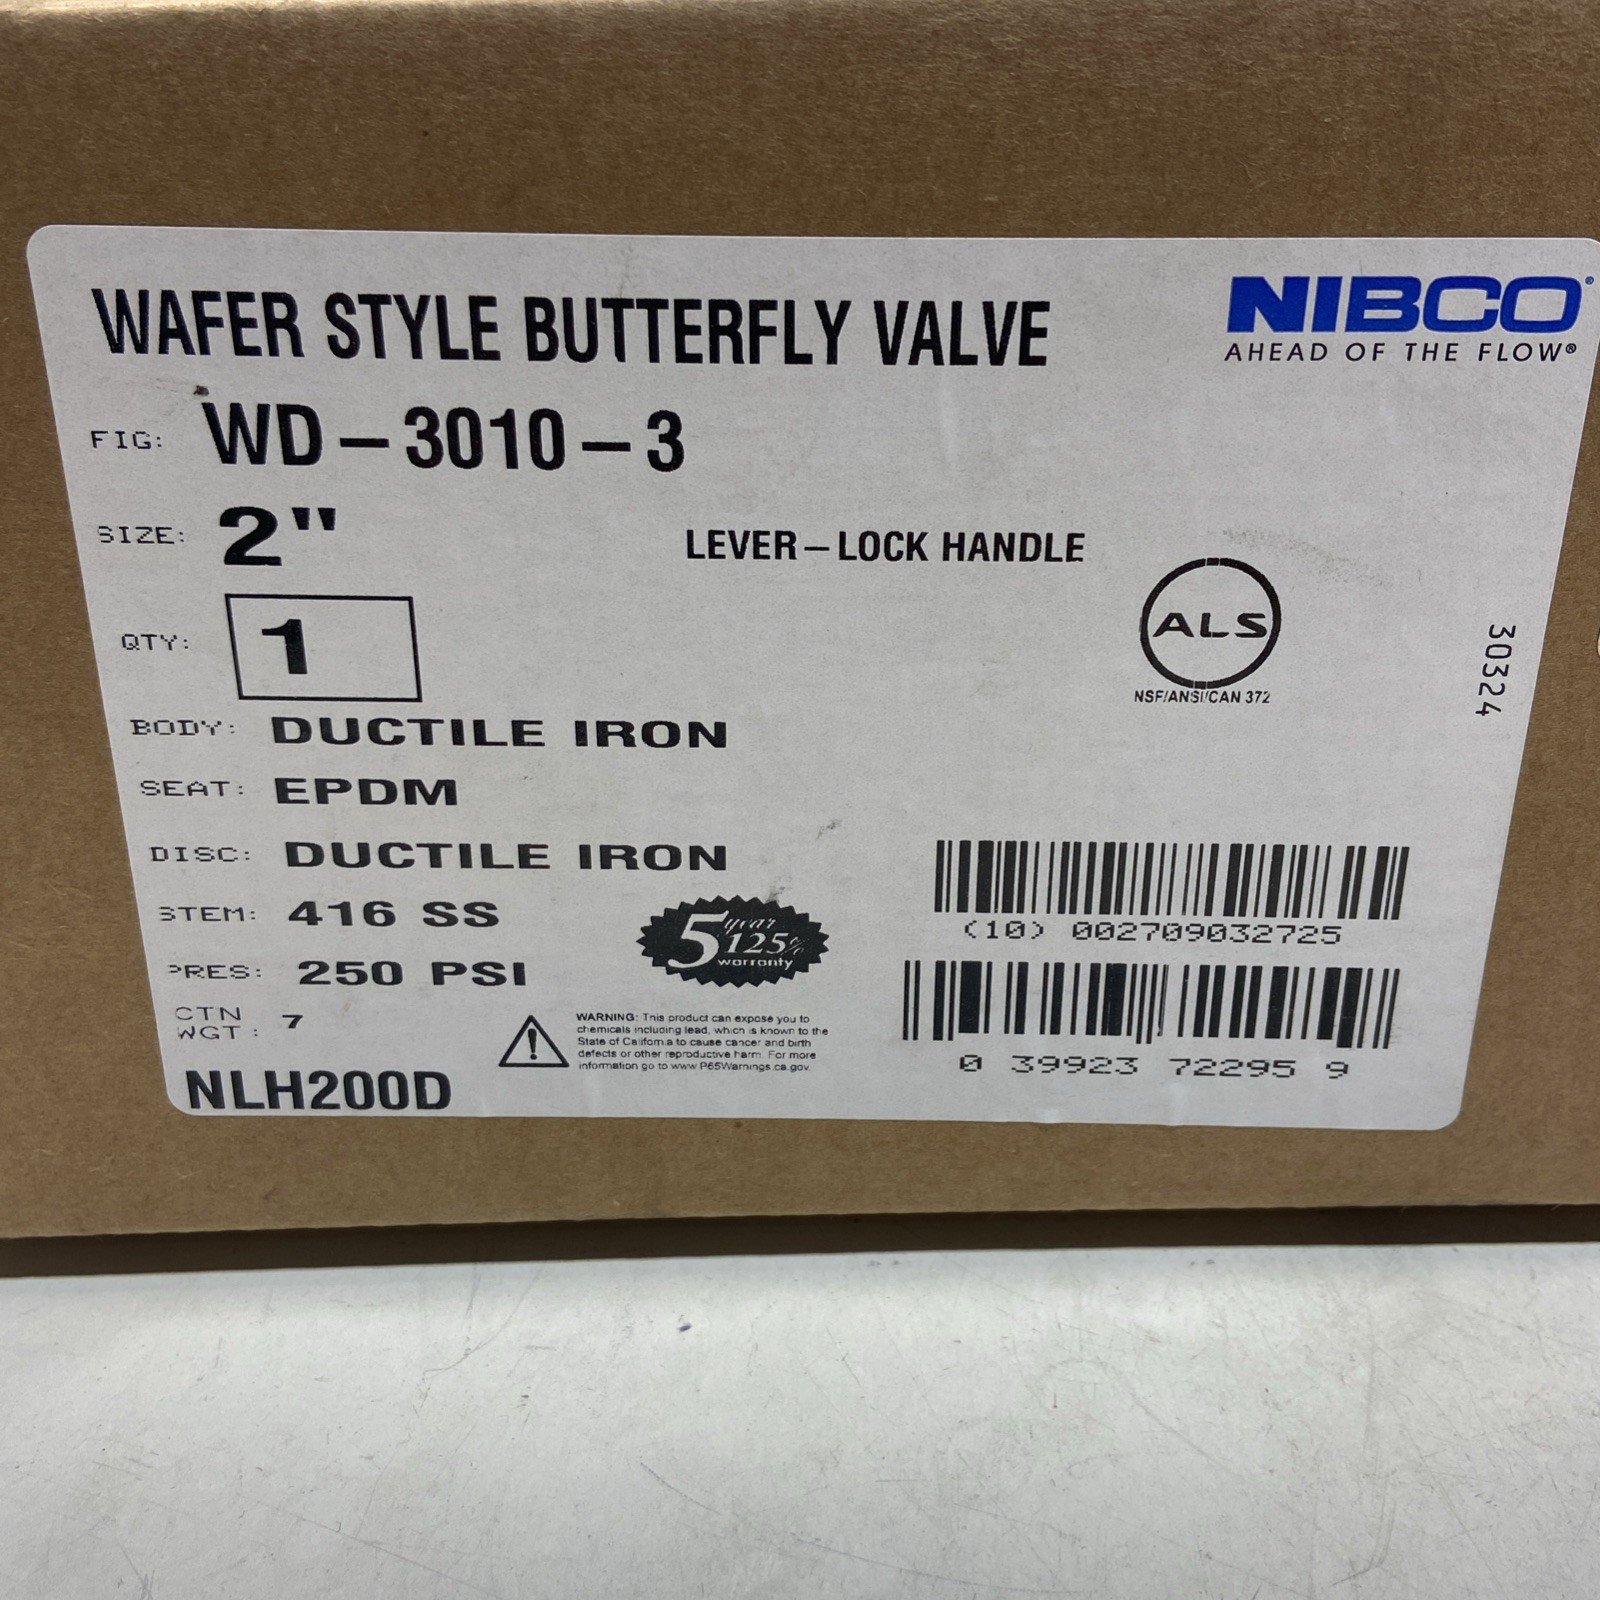 WAFER STYLE BUTTERFLY VALVE
NIBCO®
AHEAD OF THE FLOW®
FIG: WD-3010-3
SIZE: 2"
LEVER-LOCK HANDLE
QTY: 1
ALS
NSF/ANSI/CAN 372
30324
BODY: DUCTILE IRON
SEAT: EPDM
DISC: DUCTILE IRON
STEM: 416 SS
PRES: 250 PSI
CTN
WGT: 7
5 year
125%
warranty
WARNING: This product can expose you to
chemicals including lead, which is known to the
State of California to cause cancer and birth
defects or other reproductive harm. For more
information go to www.P65Warnings.ca.gov.
(10) 002709032725
0 39923 72295 9
NLH200D